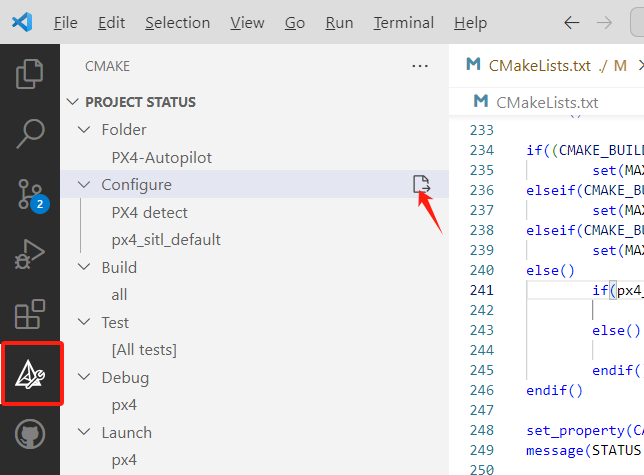 File Edit Selection View Go Run Terminal Help
CMAKE
PROJECT STATUS
Folder
PX4-Autopilot
Configure
PX4 detect
px4_sitl_default
Build
all
Test
[All tests]
Debug
px4
Launch
px4
2
CMakeLists.txt ./ M
CMakeLists.txt
233
234 if((CMAKE_BUIL
235 set(MA
236 elseif(CMAKE_BU
237 set(MA
238 elseif(CMAKE_BU
239 set(MA
240 else()
241 if(px4_
242
243 else()
244
245 endif(
246 endif()
247
248 set_property(CA
249 message(STATUS
250